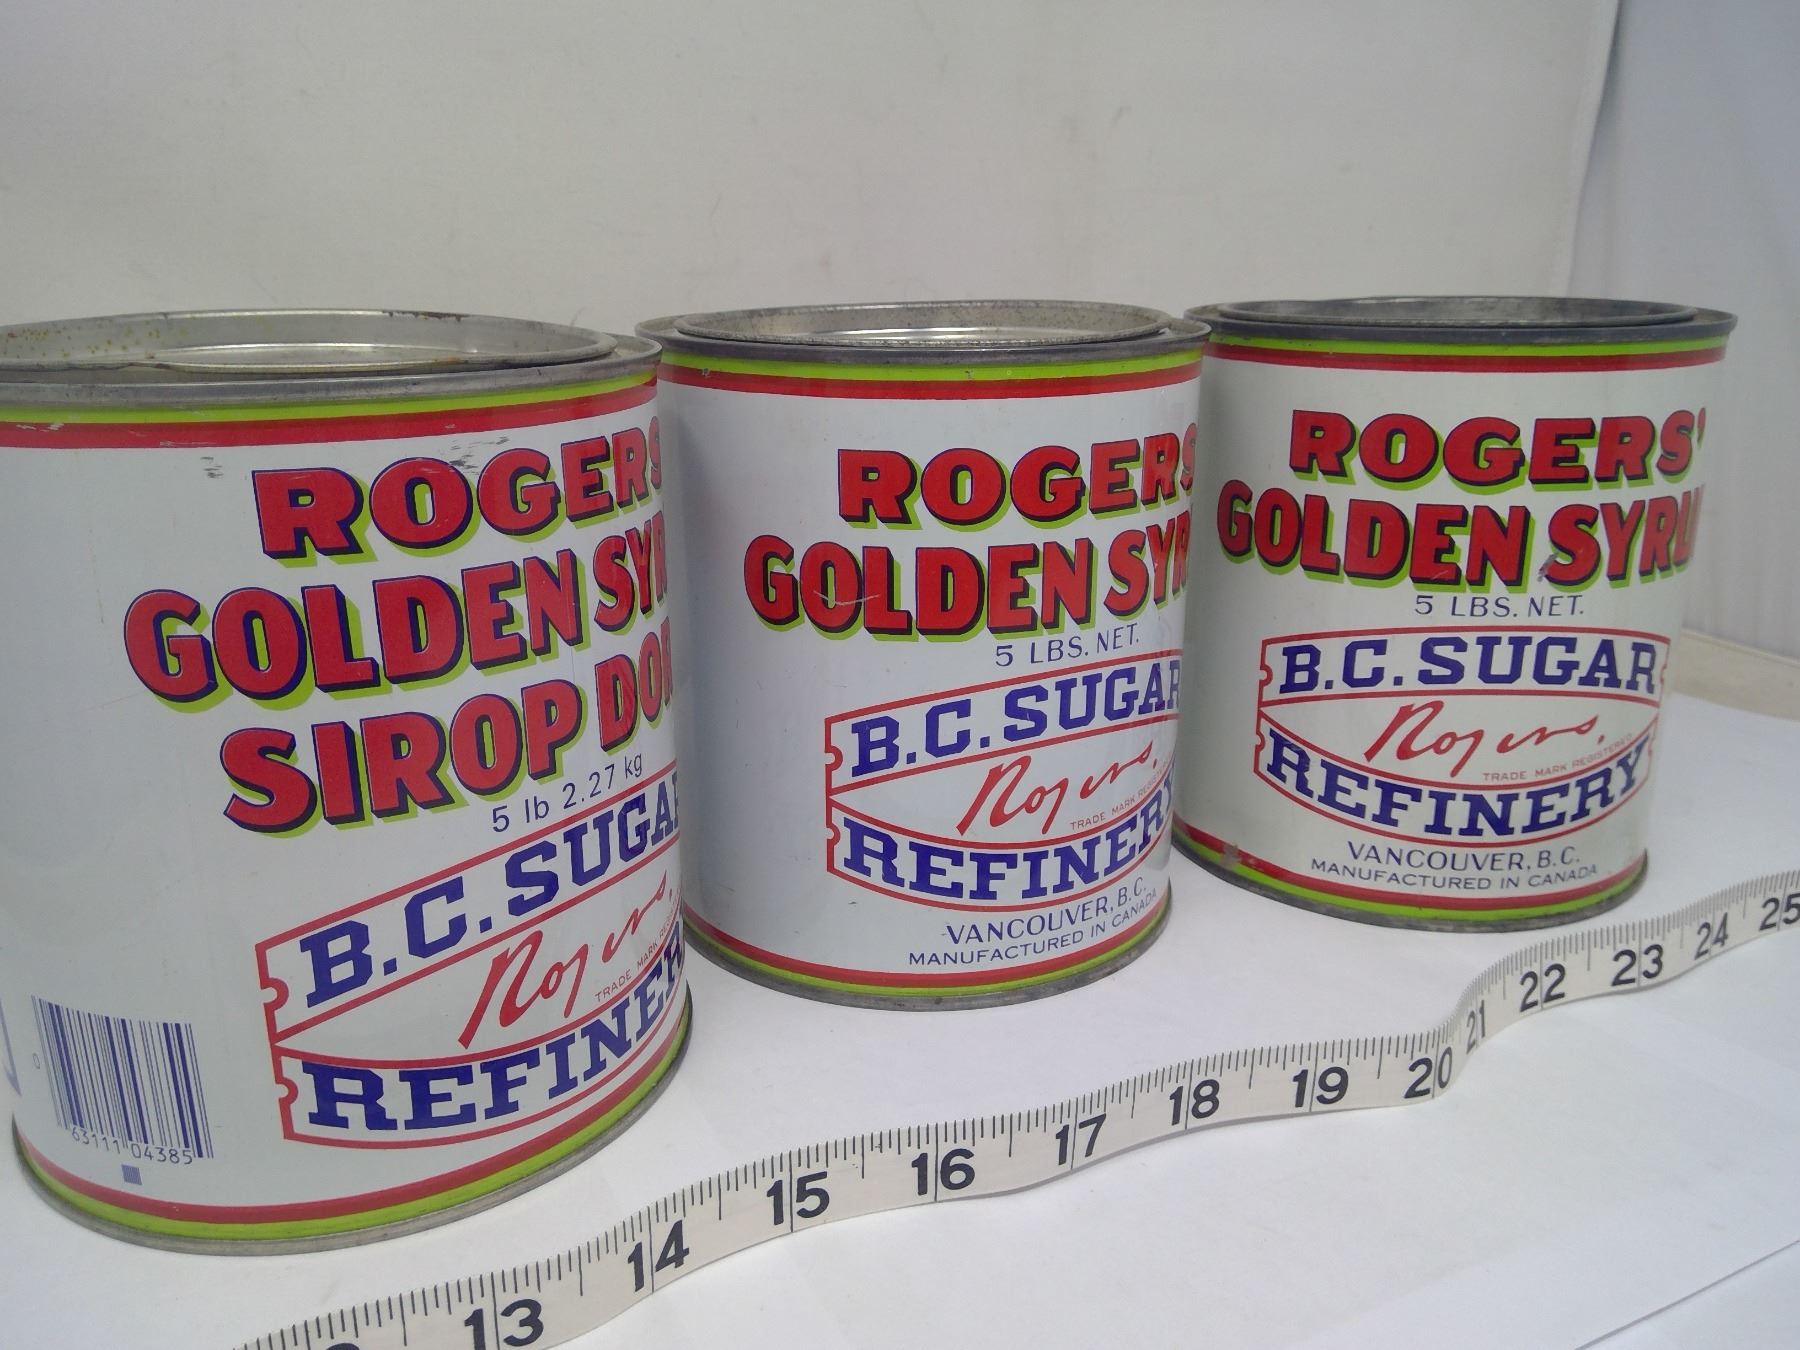 ROGERS'
GOLDEN SYR
SIROP DOR
5 lb 2.27 kg
B.C. SUGAR
Rogers.
TRADE MARK
REFINER
0 63111 04385
ROGERS
GOLDEN SYR
5 LBS. NET.
B.C. SUGAR
Rogers.
TRADE MARK
REFINERY
VANCOUVER, B.C.
MANUFACTURED IN CANADA
ROGERS'
GOLDEN SYRU
5 LBS. NET.
B.C. SUGAR
Rogers.
TRADE MARK REGISTERED
REFINERY
VANCOUVER, B.C.
MANUFACTURED IN CANADA
13 14 15 16 17 18 19 20 21 22 23 24 25